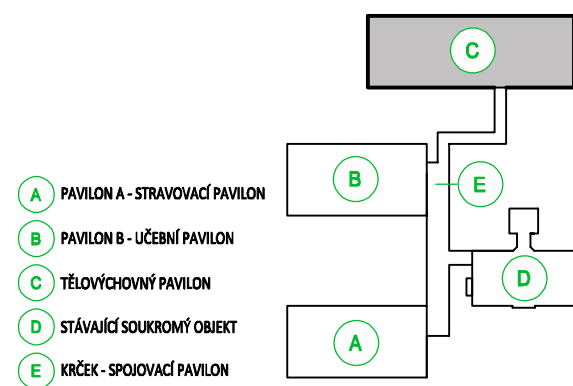 A PAVILON A - STRAVOVACÍ PAVILON
B PAVILON B - UČEBNÍ PAVILON
C TĚLOVÝCHOVNÝ PAVILON
D STÁVAJÍCÍ SOUKROMÝ OBJEKT
E KRČEK - SPOJOVACÍ PAVILON
C
B
E
D
A